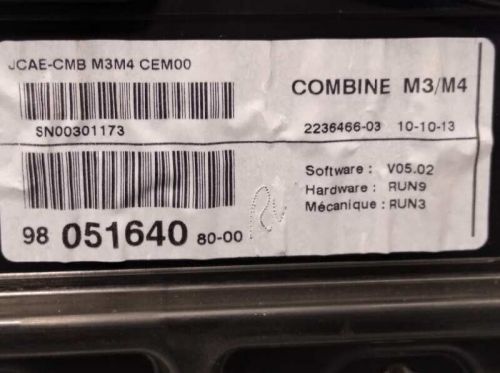 JCAE-CMB M3M4 CEM00
COMBINE M3/M4
SN00301173
2236466-03 10-10-13
Software : V05.02
Hardware : RUN9
Mécanique : RUN3
98 051640 80-00